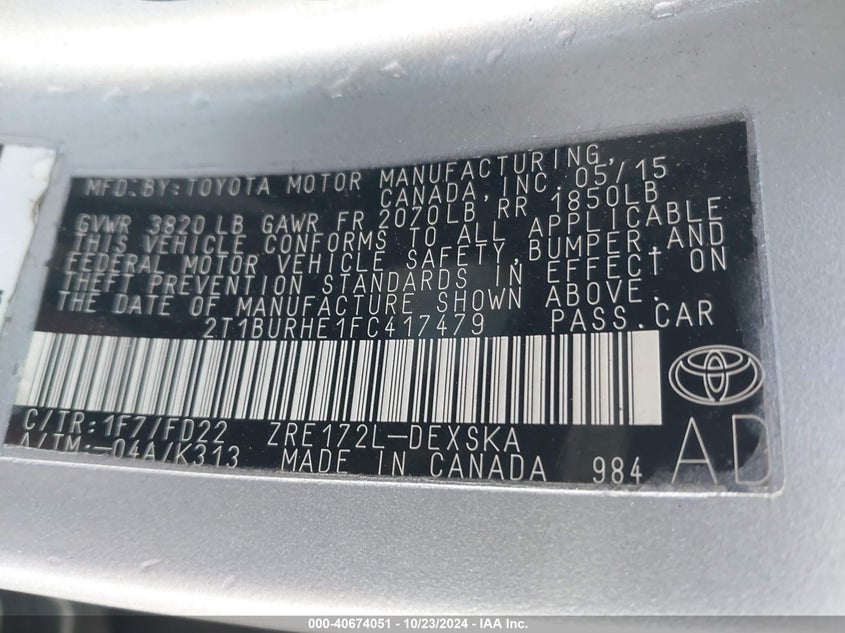 MFD. BY: TOYOTA MOTOR MANUFACTURING,
CANADA, INC. 05/15
GVWR 3820 LB GAWR FR 2070LB RR 1850LB
THIS VEHICLE CONFORMS TO ALL APPLICABLE
FEDERAL MOTOR VEHICLE SAFETY, BUMPER, AND
THEFT PREVENTION STANDARDS IN EFFECT ON
THE DATE OF MANUFACTURE SHOWN ABOVE.
2T1BURHE1FC417479 PASS.CAR
C/TR: 1F7/FD22 ZRE172L-DEXSKA
A/TM: -04A/K313 MADE IN CANADA 984
AD
000-40674051 - 10/23/2024 - IAA Inc.